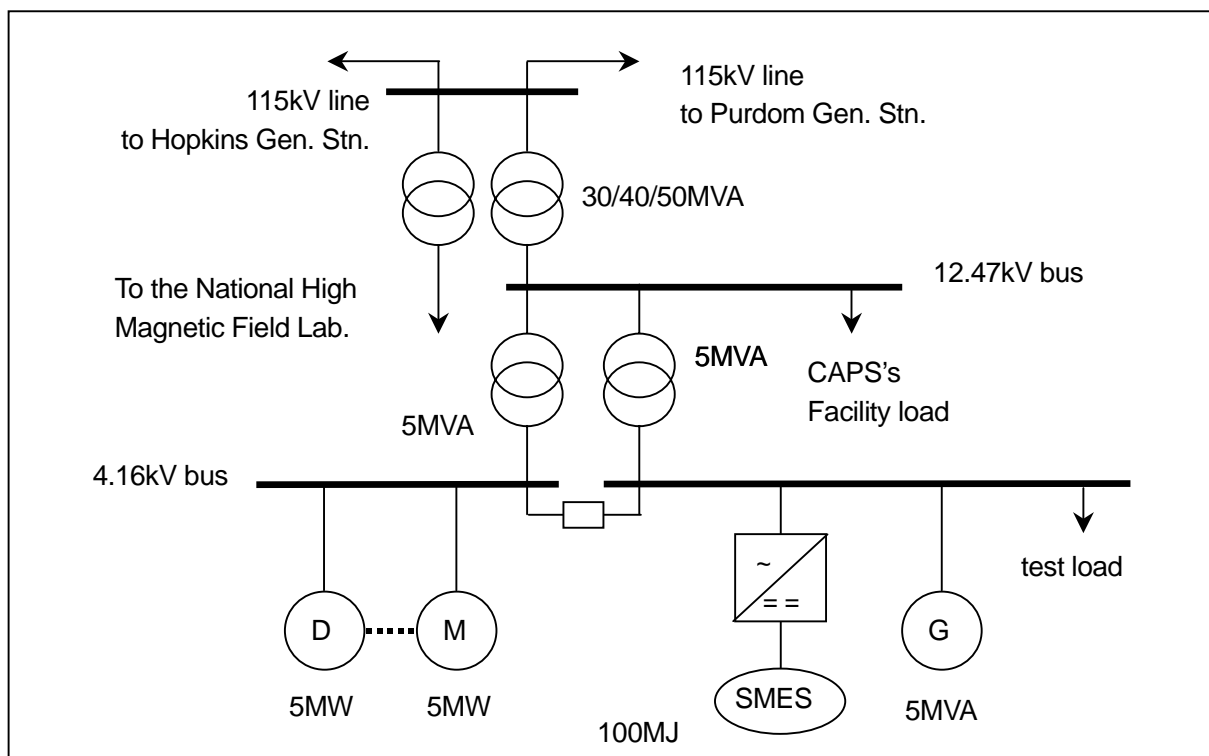 115kV line
to Hopkins Gen. Stn.
115kV line
to Purdom Gen. Stn.
30/40/50MVA
To the National High
Magnetic Field Lab.
12.47kV bus
5MVA
5MVA
CAPS's
Facility load
4.16kV bus
~
= =
test load
D
M
G
SMES
5MW
5MW
100MJ
5MVA